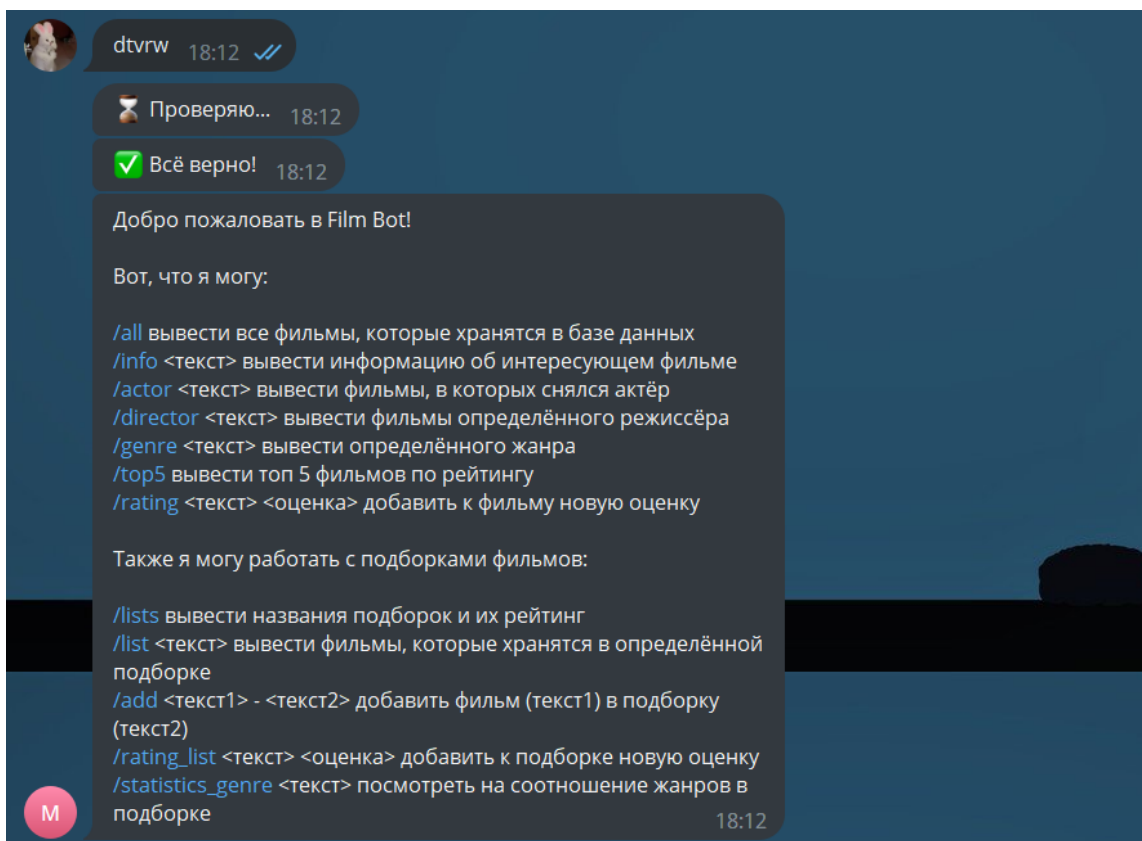 dtvrw 18:12
Проверяю... 18:12
Всё верно! 18:12
Добро пожаловать в Film Bot!
Вот, что я могу:
/all вывести все фильмы, которые хранятся в базе данных
/info <текст> вывести информацию об интересующем фильме
/actor <текст> вывести фильмы, в которых снялся актёр
/director <текст> вывести фильмы определённого режиссёра
/genre <текст> вывести определённого жанра
/top5 вывести топ 5 фильмов по рейтингу
/rating <текст> <оценка> добавить к фильму новую оценку
Также я могу работать с подборками фильмов:
/lists вывести названия подборок и их рейтинг
/list <текст> вывести фильмы, которые хранятся в определённой
подборке
/add <текст1> - <текст2> добавить фильм (текст1) в подборку
(текст2)
/rating_list <текст> <оценка> добавить к подборке новую оценку
/statistics_genre <текст> посмотреть на соотношение жанров в
подборке 18:12
М